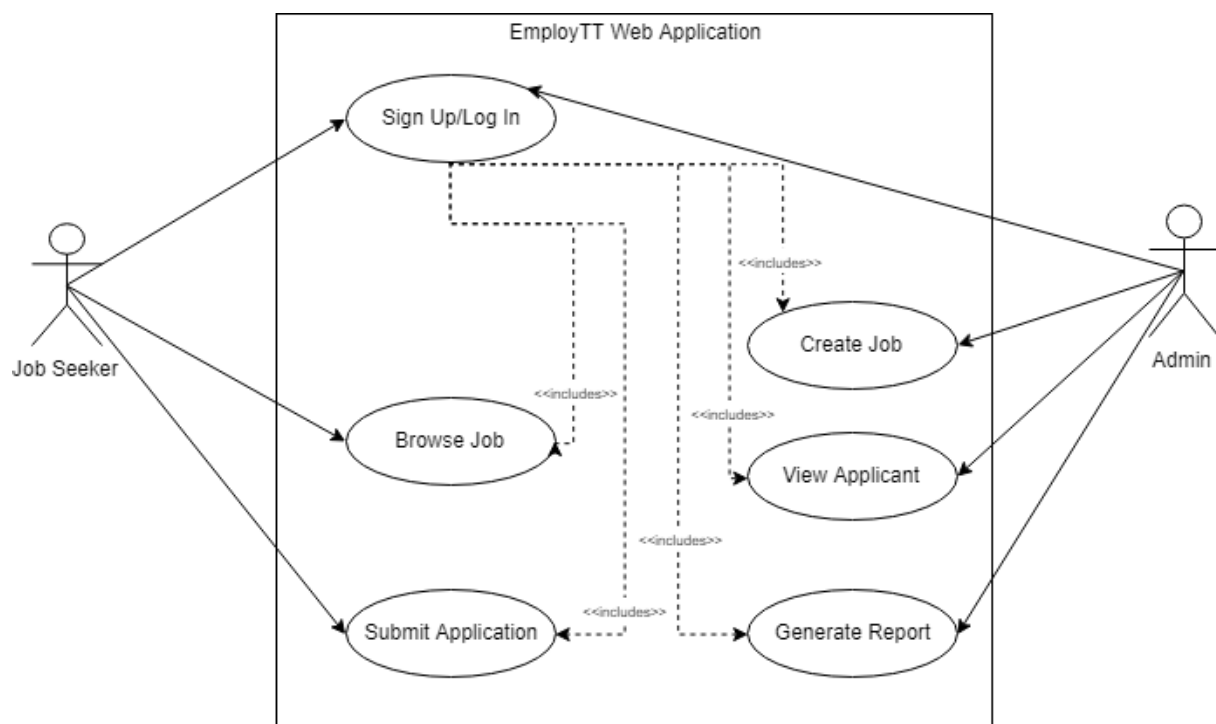 EmployTT Web Application
Sign Up/Log In
<<includes>>
Create Job
Job Seeker
Admin
<<includes>>
<<includes>>
Browse Job
View Applicant
<<includes>>
<<includes>>
Submit Application
Generate Report